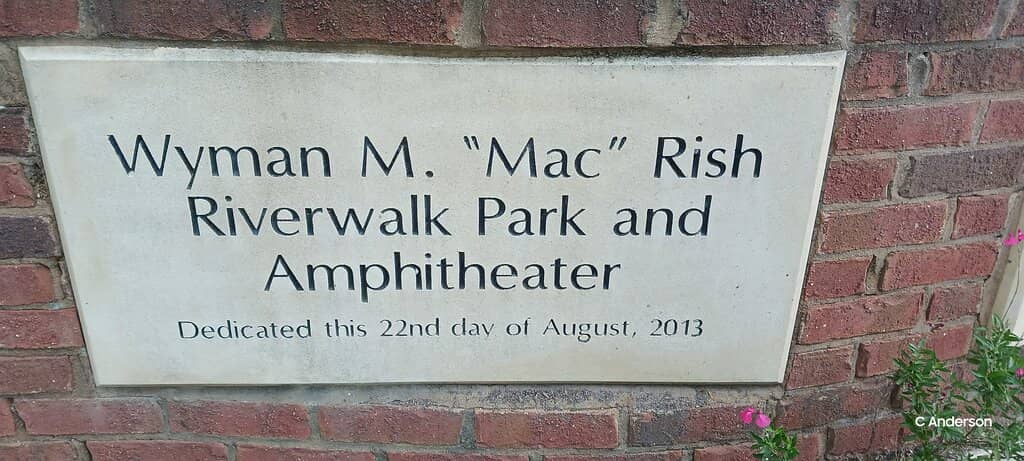 Wyman M. "Mac" Rish
Riverwalk Park and
Amphitheater
Dedicated this 22nd day of August, 2013
C Anderson